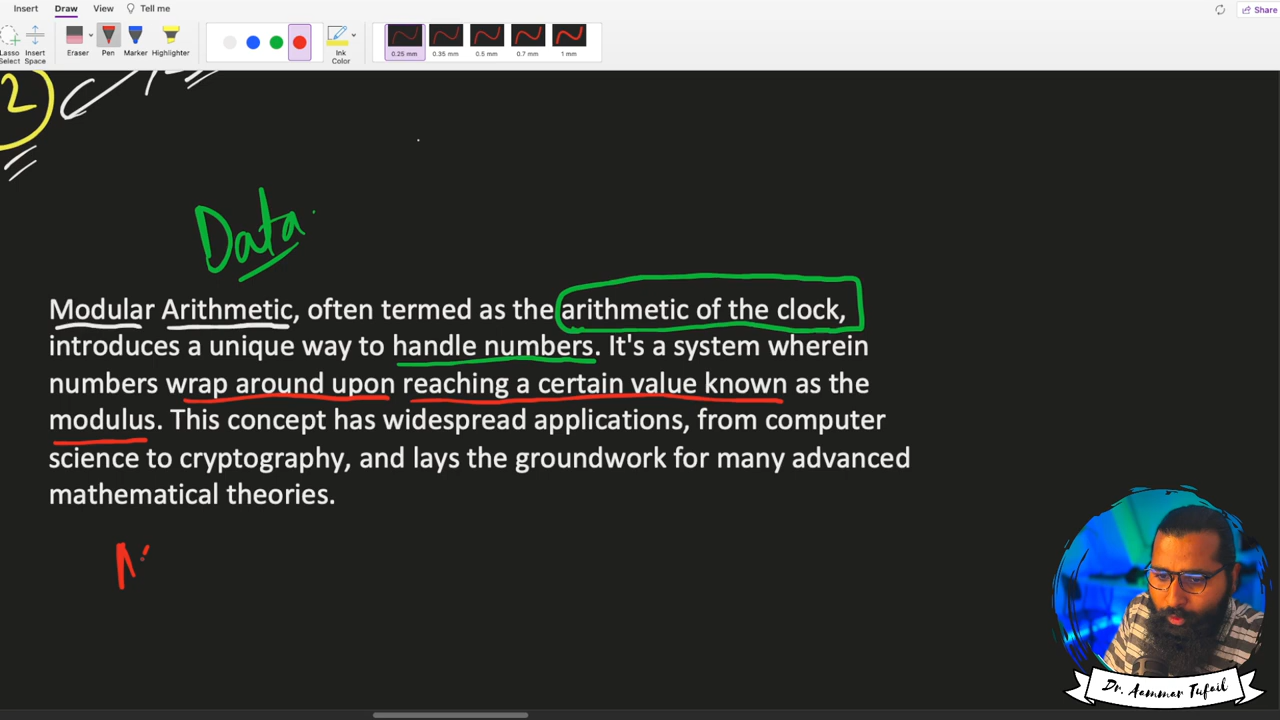 Insert Draw View Tell me
Share
Lasso Select
Insert Space
Eraser
Pen
Marker
Highlighter
Ink Color
0.25 mm
0.35 mm
0.5 mm
0.7 mm
1 mm
2
Data
Modular Arithmetic, often termed as the arithmetic of the clock,
introduces a unique way to handle numbers. It's a system wherein
numbers wrap around upon reaching a certain value known as the
modulus. This concept has widespread applications, from computer
science to cryptography, and lays the groundwork for many advanced
mathematical theories.
Dr. Aammar Tufail